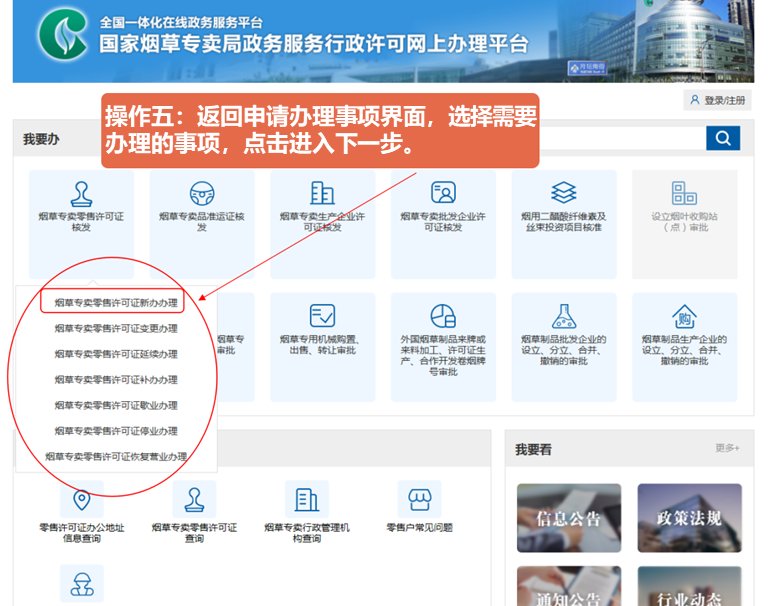 全国一体化在线政务服务平台
国家烟草专卖局政务服务行政许可网上办理平台
登录/注册
操作五：返回申请办理事项界面，选择需要
办理的事项，点击进入下一步。
我要办
烟草专卖零售许可证
核发
烟草专卖品准运证核
发
烟草专卖生产企业许
可证核发
烟草专卖批发企业许
可证核发
烟用二醋酸纤维素及
丝束投资项目核准
设立烟叶收购站
（点）审批
烟草专卖零售许可证新办办理
烟草专卖零售许可证变更办理
烟草专卖零售许可证延续办理
烟草专卖零售许可证补办办理
烟草专卖零售许可证歇业办理
烟草专卖零售许可证停业办理
烟草专卖零售许可证恢复营业办理
烟草专
审批
烟草专用机械购置、
出售、转让审批
外国烟草制品来牌或
来料加工、许可证生
产、合作开发卷烟牌
号审批
烟草制品批发企业的
设立、分立、合并、
撤销的审批
购
烟草制品生产企业的
设立、分立、合并、
撤销的审批
零售许可证办公地址
信息查询
烟草专卖零售许可证
查询
烟草专卖行政管理机
构查询
零售户常见问题
我要看
更多+
信息公告
政策法规
通知公告
行业动态